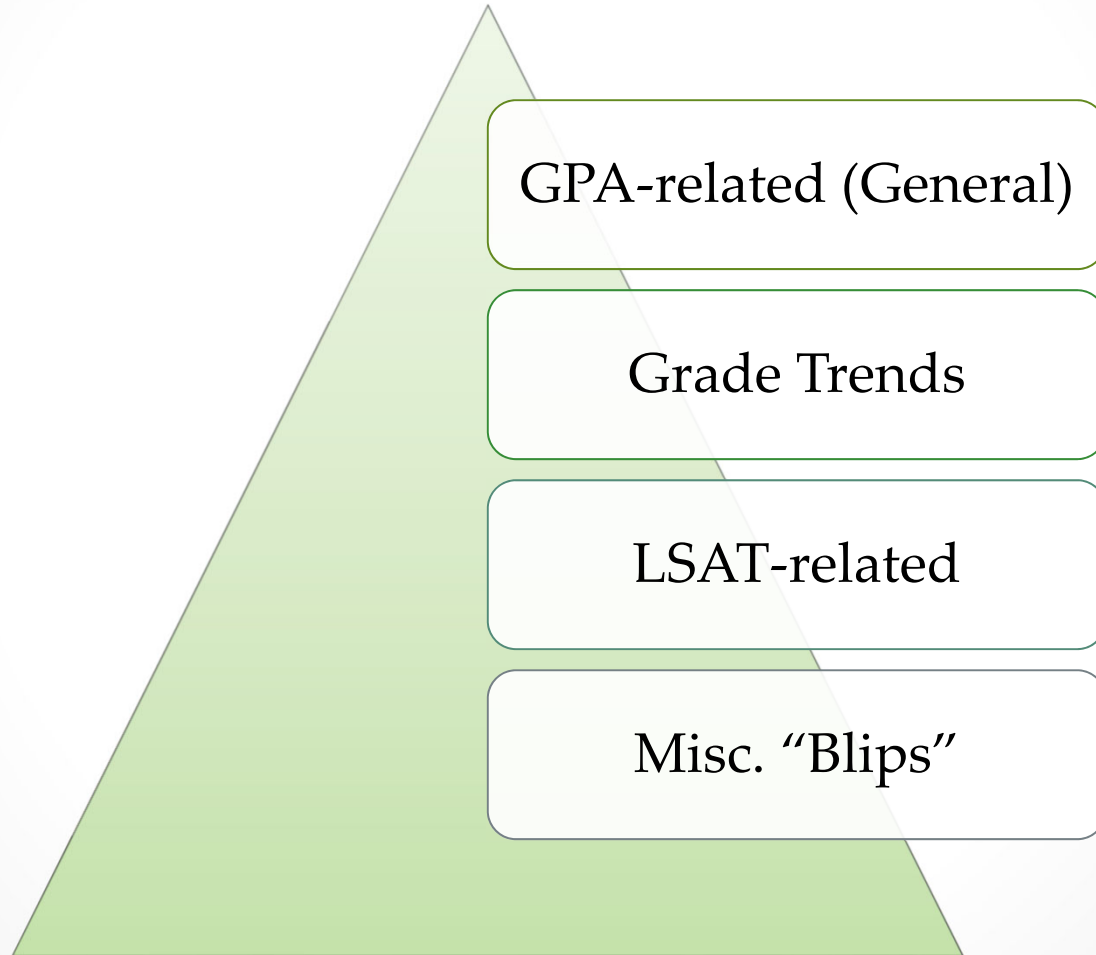 GPA-related (General)
Grade Trends
LSAT-related
Misc. “Blips”